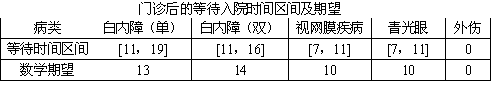 门诊后的等待入院时间区间及期望
病类 白内障（单） 白内障（双） 视网膜疾病 青光眼 外伤
等待时间区间 [11，19] [11，16] [7，11] [7，11] 0
数学期望 13 14 10 10 0